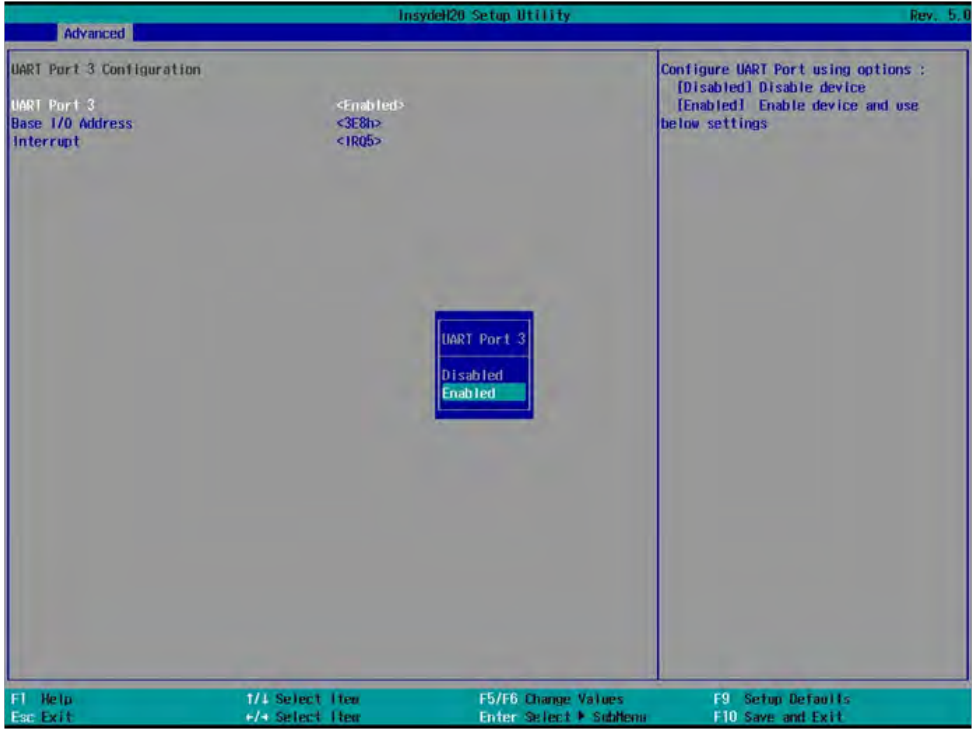 InsydeH20 Setup Utility Rev. 5.0
Advanced
UART Port 3 Configuration
UART Port 3 <Enabled>
Base I/O Address <3E8h>
Interrupt <IRQ5>
Configure UART Port using options :
[Disabled] Disable device
[Enabled] Enable device and use
below settings
UART Port 3
Disabled
Enabled
F1 Help ↑/↓ Select Item F5/F6 Change Values F9 Setup Defaults
Esc Exit ←/→ Select Item Enter Select ▶ SubMenu F10 Save and Exit